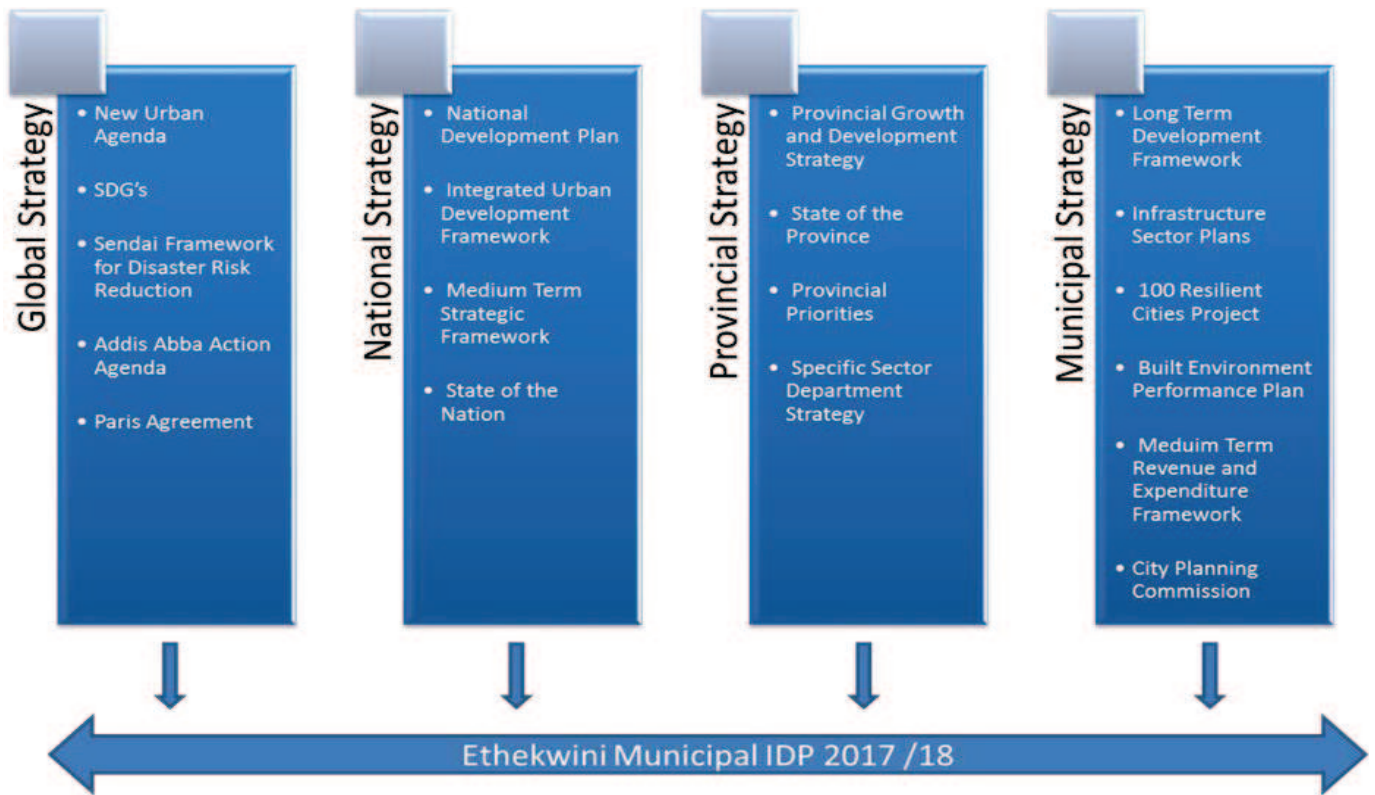 Global Strategy
• New Urban
Agenda
• SDG's
• Sendai Framework
for Disaster Risk
Reduction
• Addis Abba Action
Agenda
• Paris Agreement
National Strategy
• National
Development Plan
• Integrated Urban
Development
Framework
• Medium Term
Strategic
Framework
• State of the
Nation
Provincial Strategy
• Provincial Growth
and Development
Strategy
• State of the
Province
• Provincial
Priorities
• Specific Sector
Department
Strategy
Municipal Strategy
• Long Term
Development
Framework
• Infrastructure
Sector Plans
• 100 Resilient
Cities Project
• Built Environment
Performance Plan
• Meduim Term
Revenue and
Expenditure
Framework
• City Planning
Commission
Ethekwini Municipal IDP 2017 /18